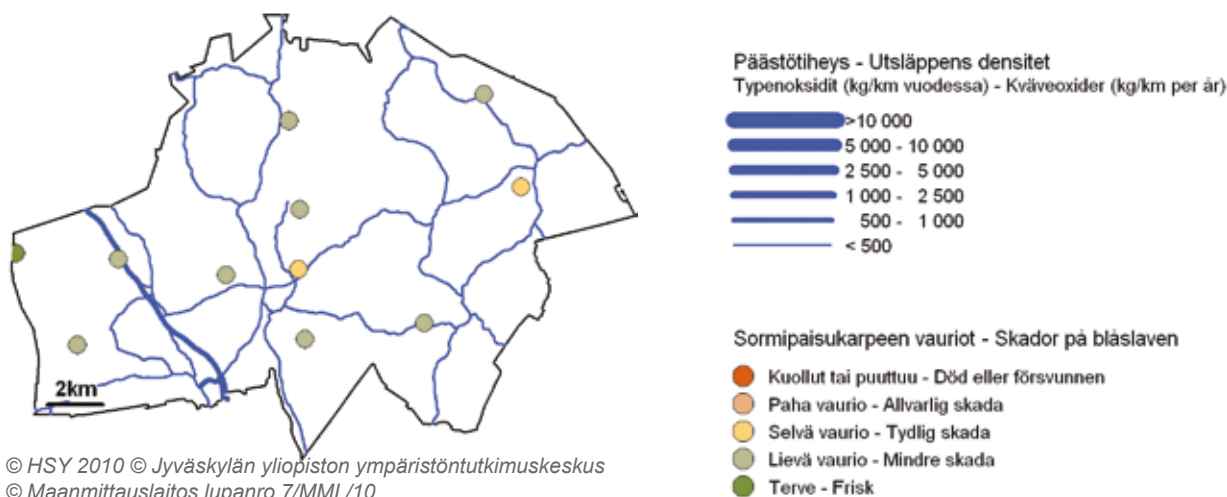 2km
© HSY 2010 © Jyväskylän yliopiston ympäristöntutkimuskeskus
© Maanmittauslaitos lupanro 7/MML/10
Päästötiheys - Utsläppens densitet
Typenoksidit (kg/km vuodessa) - Kväveoxider (kg/km per år)
>10 000
5 000 - 10 000
2 500 - 5 000
1 000 - 2 500
500 - 1 000
< 500
Sormipaisukarpeen vauriot - Skador på blåslaven
Kuollut tai puuttuu - Död eller försvunnen
Paha vaurio - Allvarlig skada
Selvä vaurio - Tydlig skada
Lievä vaurio - Mindre skada
Terve - Frisk